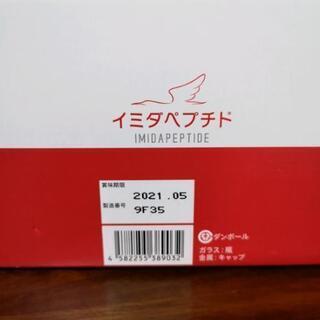 イミダペプチド®
IMIDAPEPTIDE
賞味期限
2021.05
製造番号
9F35
ダンボール
ガラス：瓶
金属：キャップ
4 582255 389032